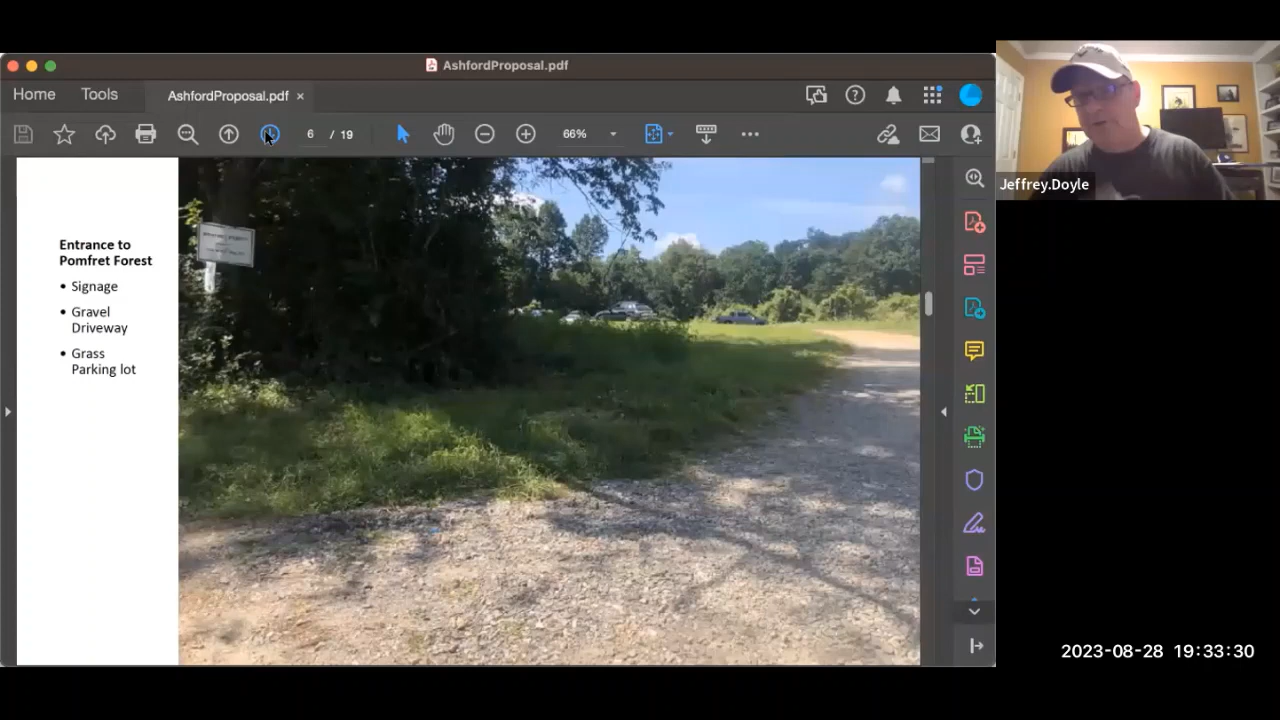 AshfordProposal.pdf
Home
Tools
AshfordProposal.pdf
6 / 19
66%
Jeffrey.Doyle
Entrance to
Pomfret Forest
• Signage
• Gravel
Driveway
• Grass
Parking lot
2023-08-28 19:33:30